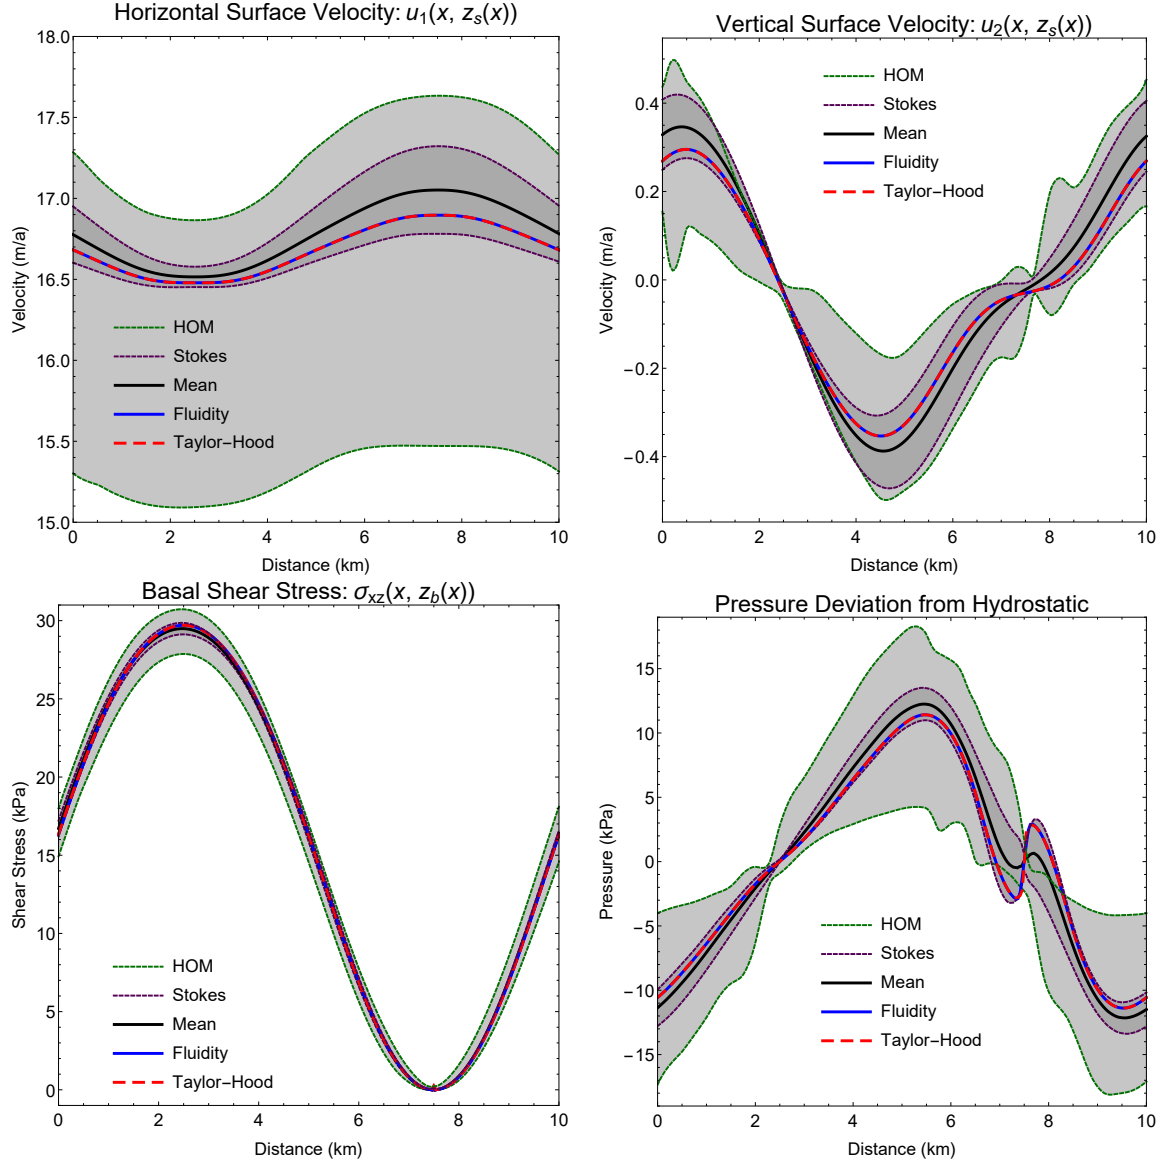 Horizontal Surface Velocity: u₁(x, zₛ(x))
18.0
17.5
17.0
16.5
16.0
15.5
15.0
Velocity (m/a)
HOM
Stokes
Mean
Fluidity
Taylor−Hood
0 2 4 6 8 10
Distance (km)
Vertical Surface Velocity: u₂(x, zₛ(x))
0.4
0.2
0.0
−0.2
−0.4
Velocity (m/a)
HOM
Stokes
Mean
Fluidity
Taylor−Hood
0 2 4 6 8 10
Distance (km)
Basal Shear Stress: σxz(x, zb(x))
30
25
20
15
10
5
0
Shear Stress (kPa)
HOM
Stokes
Mean
Fluidity
Taylor−Hood
0 2 4 6 8 10
Distance (km)
Pressure Deviation from Hydrostatic
15
10
5
0
−5
−10
−15
Pressure (kPa)
HOM
Stokes
Mean
Fluidity
Taylor−Hood
0 2 4 6 8 10
Distance (km)